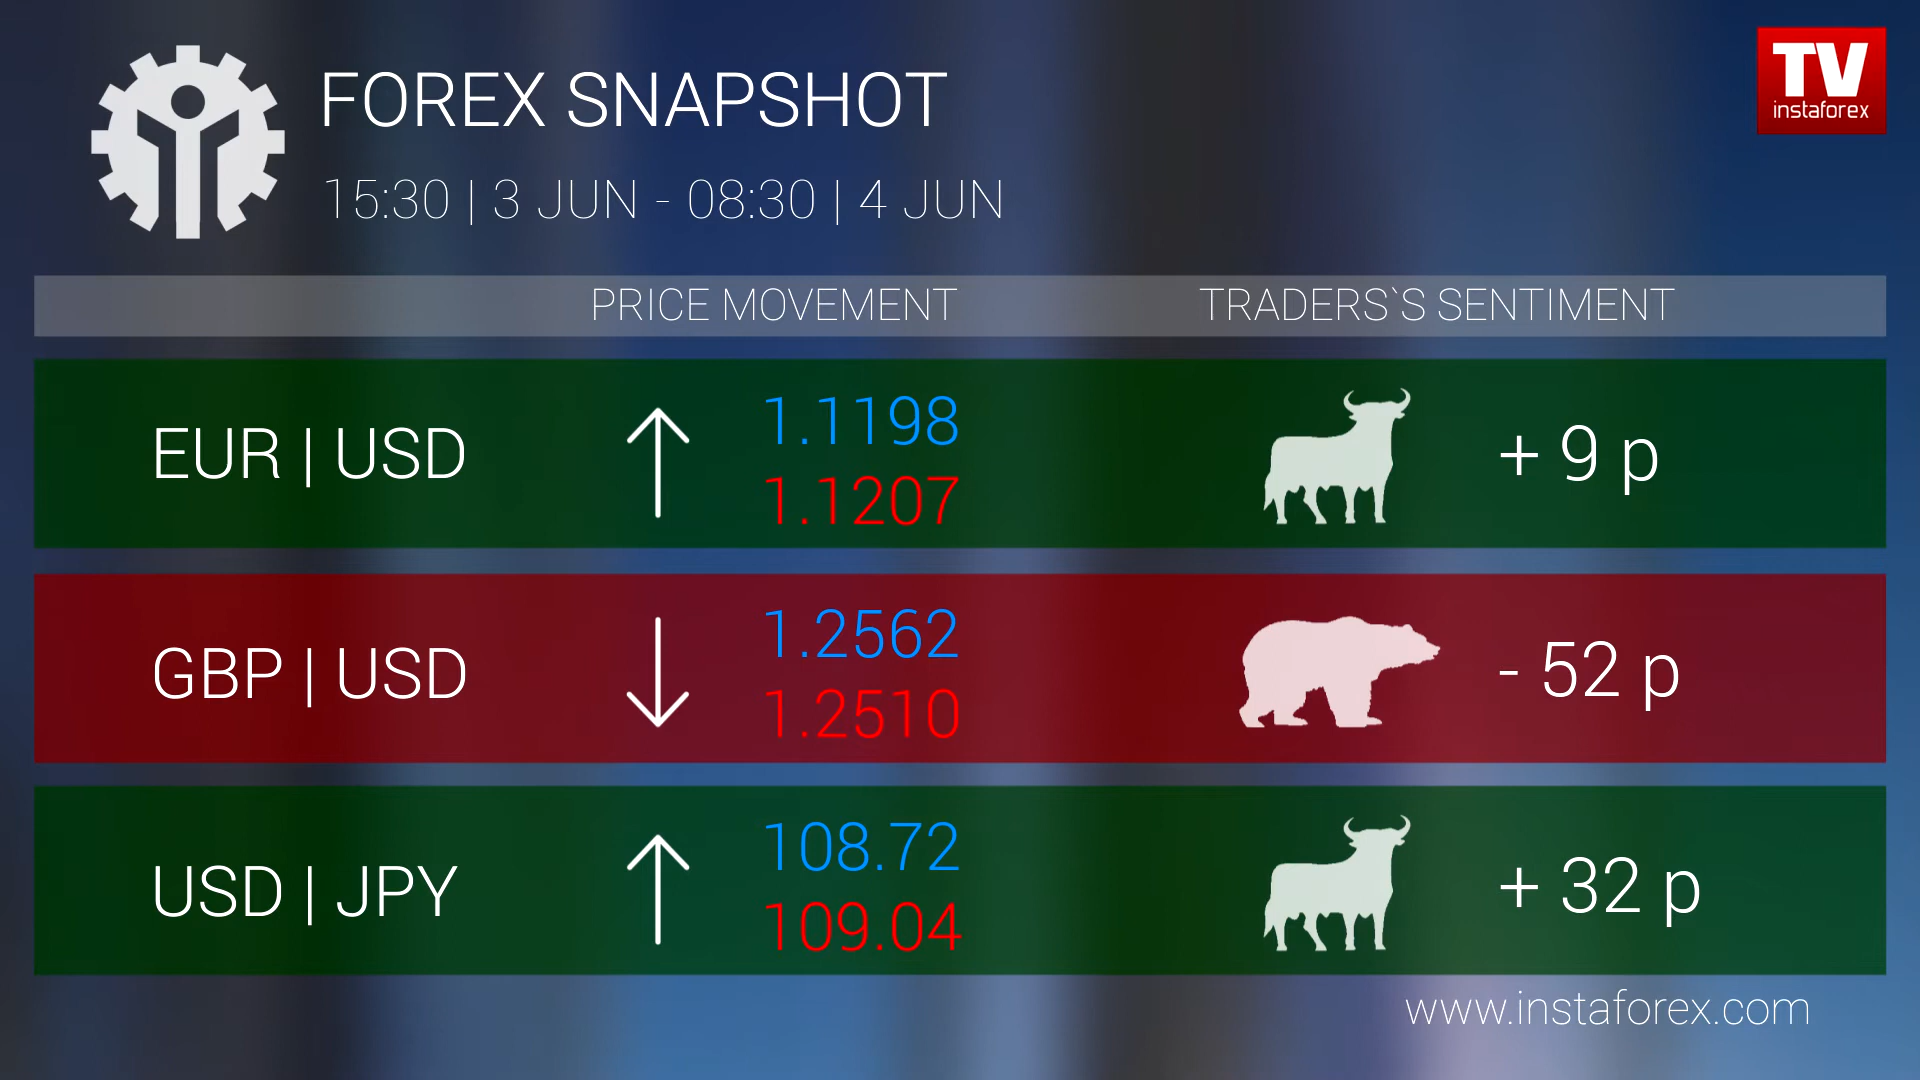 FOREX SNAPSHOT
TV
instaforex
15:30 | 3 JUN - 08:30 | 4 JUN
PRICE MOVEMENT TRADERS`S SENTIMENT
EUR | USD 1.1198 + 9 p
1.1207
GBP | USD 1.2562 - 52 p
1.2510
USD | JPY 108.72 + 32 p
109.04
www.instaforex.com